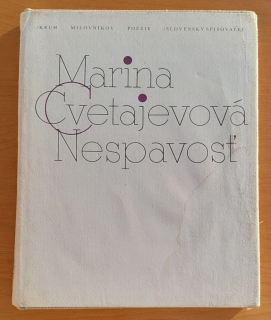 KRUH MILOVNÍKOV POÉZIE SLOVENSKÝ SPISOVATEĽ
Marina
Cvetajevová
Nespavosť